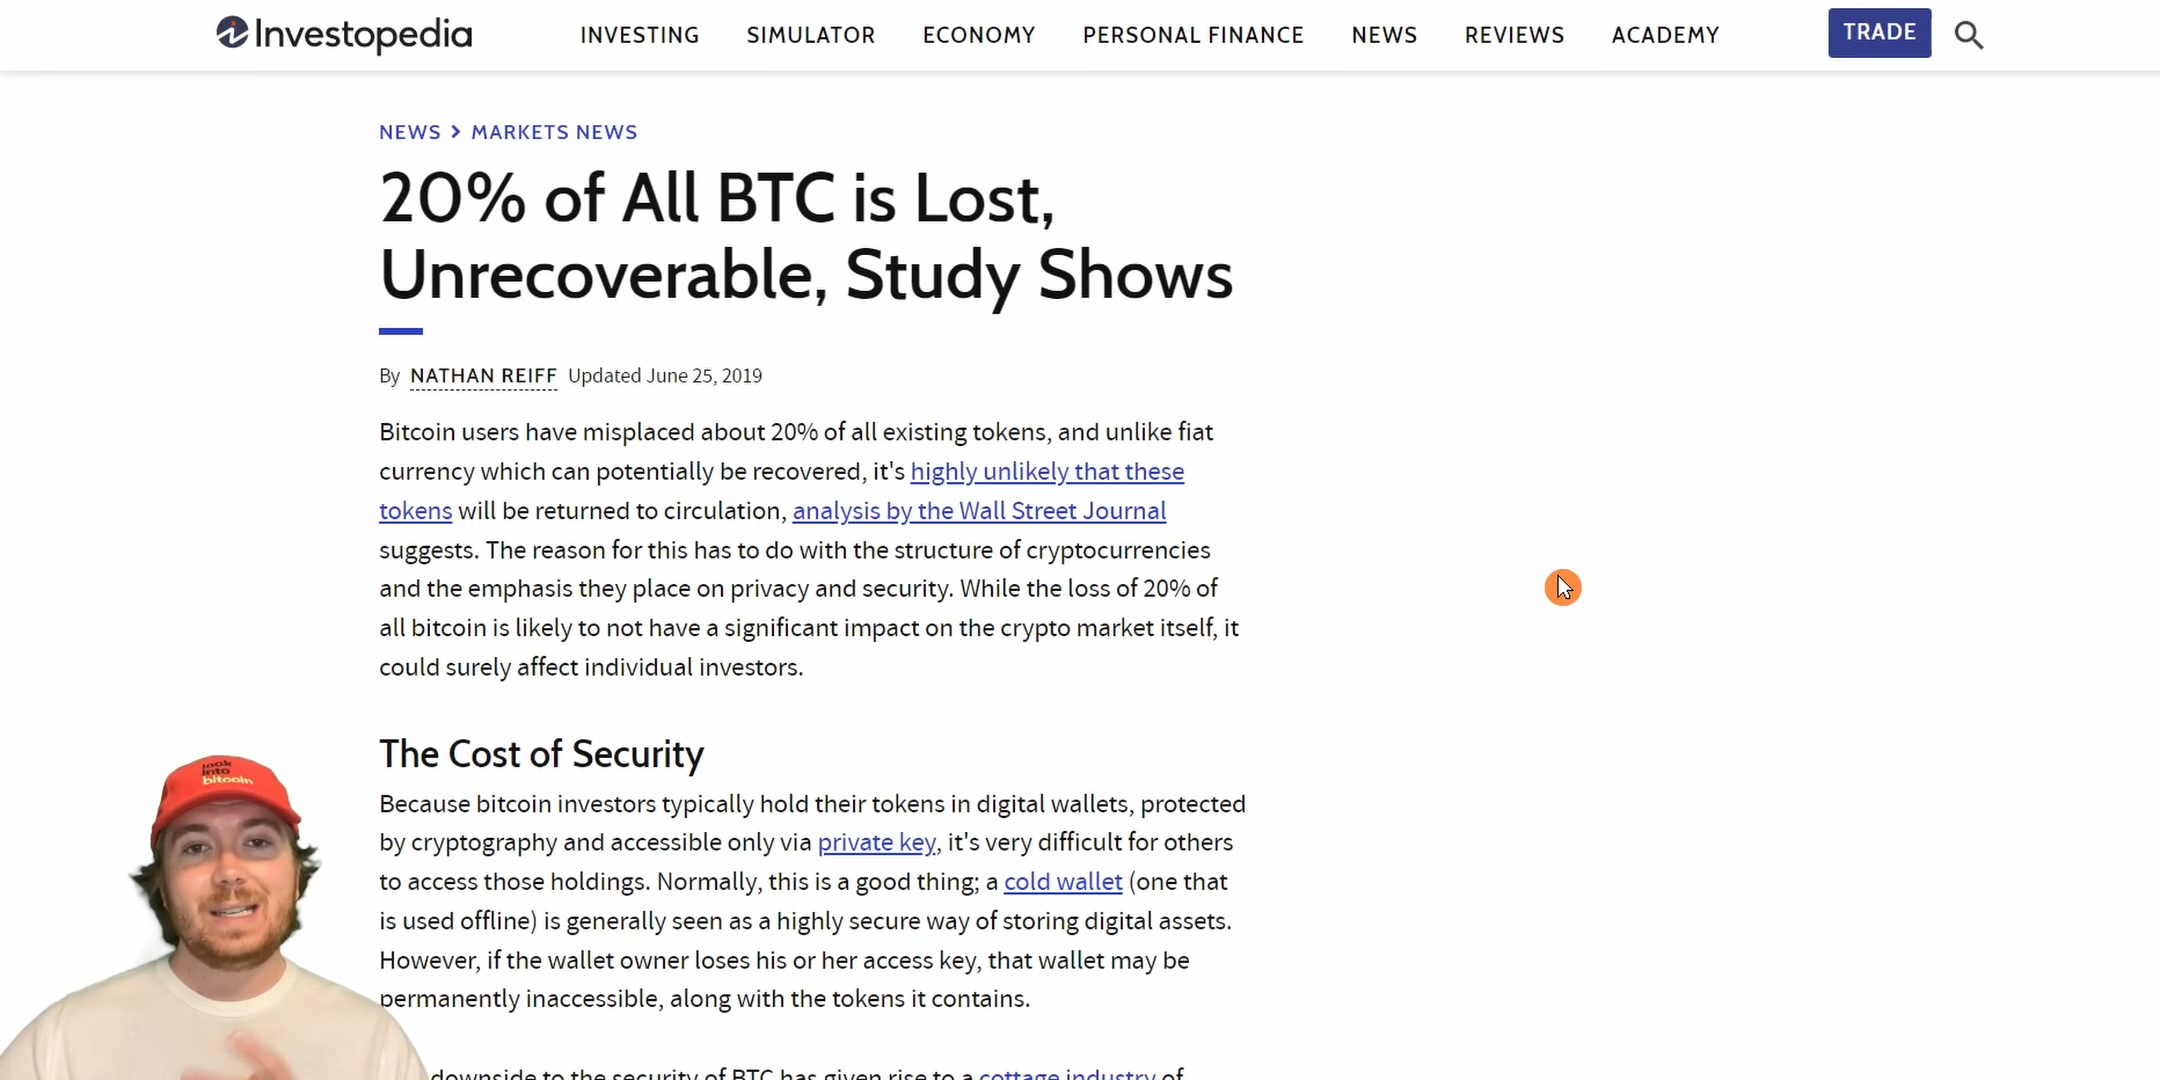 Investopedia
INVESTING SIMULATOR ECONOMY PERSONAL FINANCE NEWS REVIEWS ACADEMY TRADE
NEWS > MARKETS NEWS
20% of All BTC is Lost,
Unrecoverable, Study Shows
By NATHAN REIFF Updated June 25, 2019
Bitcoin users have misplaced about 20% of all existing tokens, and unlike fiat
currency which can potentially be recovered, it's highly unlikely that these
tokens will be returned to circulation, analysis by the Wall Street Journal
suggests. The reason for this has to do with the structure of cryptocurrencies
and the emphasis they place on privacy and security. While the loss of 20% of
all bitcoin is likely to not have a significant impact on the crypto market itself, it
could surely affect individual investors.
The Cost of Security
Because bitcoin investors typically hold their tokens in digital wallets, protected
by cryptography and accessible only via private key, it's very difficult for others
to access those holdings. Normally, this is a good thing; a cold wallet (one that
is used offline) is generally seen as a highly secure way of storing digital assets.
However, if the wallet owner loses his or her access key, that wallet may be
permanently inaccessible, along with the tokens it contains.
downside to the security of BTC has given rise to a cottage industry of
look
into
bitcoin